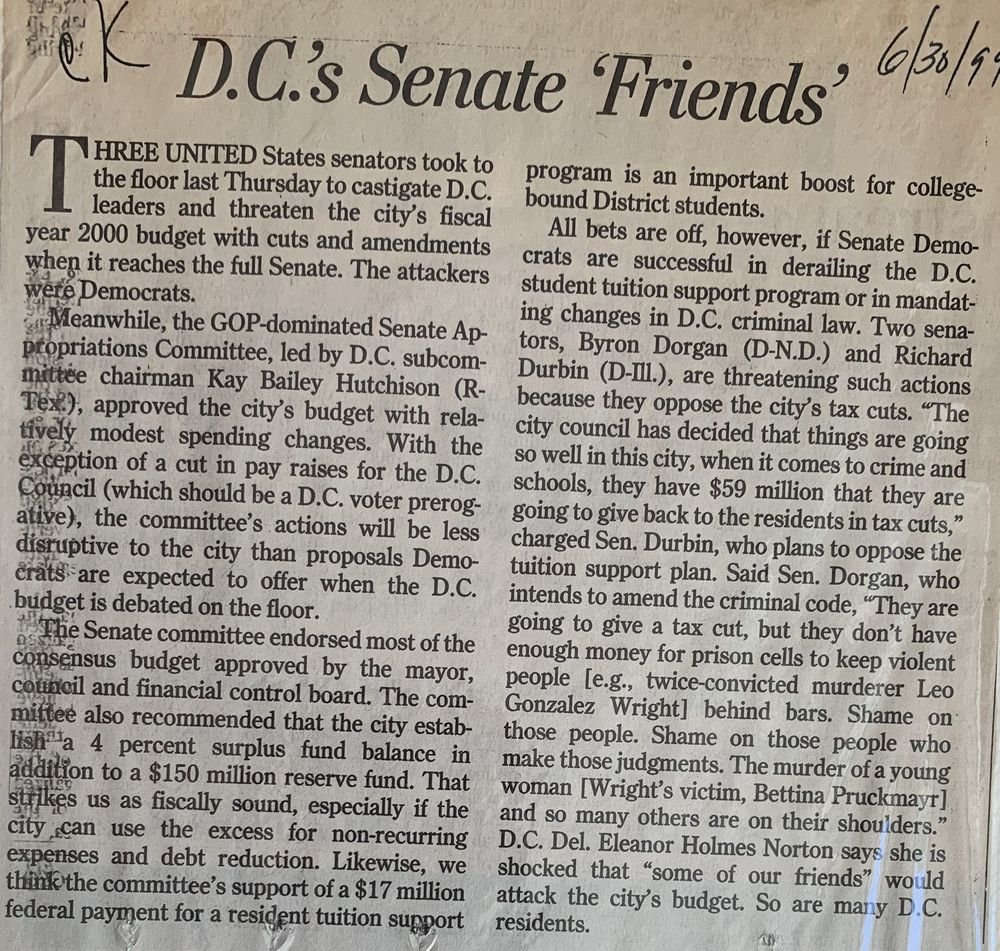 CK
6/30/99
D.C.'s Senate 'Friends'
THREE UNITED States senators took to
the floor last Thursday to castigate D.C.
leaders and threaten the city's fiscal
year 2000 budget with cuts and amendments
when it reaches the full Senate. The attackers
were Democrats.
Meanwhile, the GOP-dominated Senate Ap-
propriations Committee, led by D.C. subcom-
mittee chairman Kay Bailey Hutchison (R-
Tex.), approved the city's budget with rela-
tively modest spending changes. With the
exception of a cut in pay raises for the D.C.
Council (which should be a D.C. voter prerog-
ative), the committee's actions will be less
disruptive to the city than proposals Demo-
crats are expected to offer when the D.C.
budget is debated on the floor.
The Senate committee endorsed most of the
consensus budget approved by the mayor,
council and financial control board. The com-
mittee also recommended that the city estab-
lish a 4 percent surplus fund balance in
addition to a $150 million reserve fund. That
strikes us as fiscally sound, especially if the
city can use the excess for non-recurring
expenses and debt reduction. Likewise, we
think the committee's support of a $17 million
federal payment for a resident tuition support
program is an important boost for college-
bound District students.
All bets are off, however, if Senate Demo-
crats are successful in derailing the D.C.
student tuition support program or in mandat-
ing changes in D.C. criminal law. Two sena-
tors, Byron Dorgan (D-N.D.) and Richard
Durbin (D-Ill.), are threatening such actions
because they oppose the city's tax cuts. "The
city council has decided that things are going
so well in this city, when it comes to crime and
schools, they have $59 million that they are
going to give back to the residents in tax cuts,"
charged Sen. Durbin, who plans to oppose the
tuition support plan. Said Sen. Dorgan, who
intends to amend the criminal code, "They are
going to give a tax cut, but they don't have
enough money for prison cells to keep violent
people [e.g., twice-convicted murderer Leo
Gonzalez Wright] behind bars. Shame on
those people. Shame on those people who
make those judgments. The murder of a young
woman [Wright's victim, Bettina Pruckmayr]
and so many others are on their shoulders."
D.C. Del. Eleanor Holmes Norton says she is
shocked that "some of our friends" would
attack the city's budget. So are many D.C.
residents.